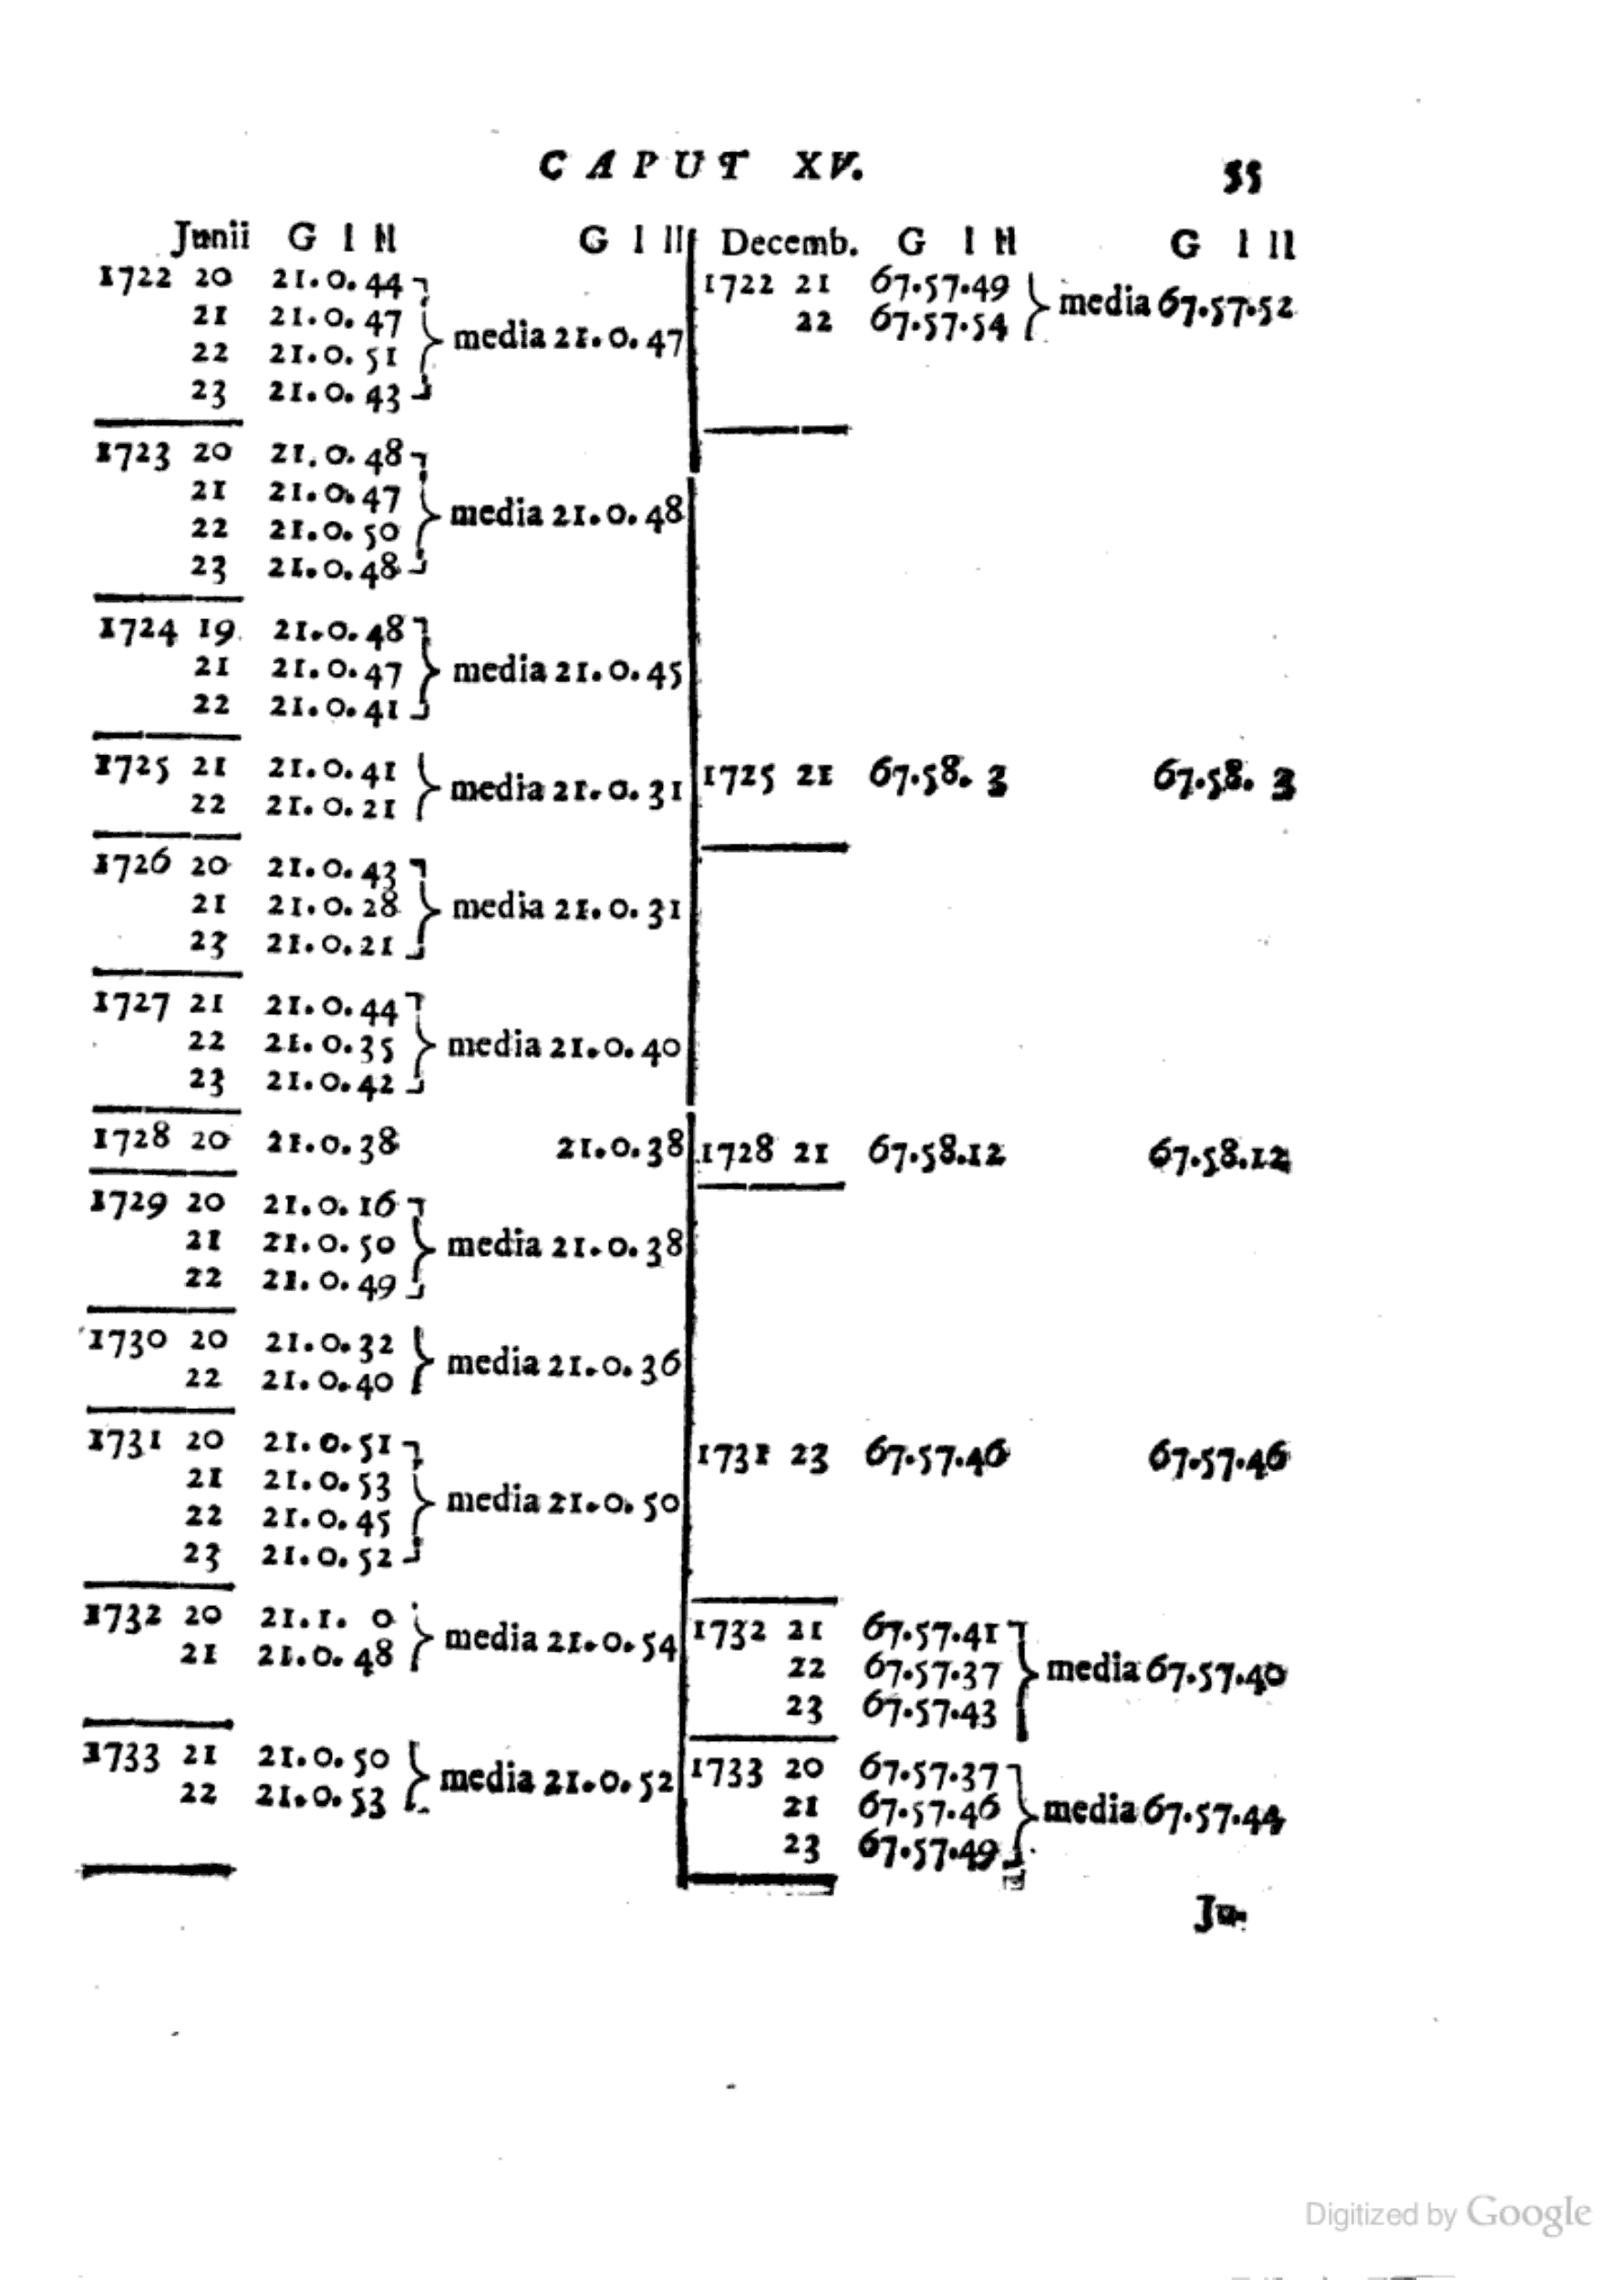 CAPUT XV. 55
Junii G I II G I II
1722 20 21.0.44
21 21.0.47
media 21.0.47
22 21.0.51
23 21.0.43
1723 20 21.0.48
21 21.0.47
media 21.0.48
22 21.0.50
23 21.0.48
1724 19 21.0.48
21 21.0.47 media 21.0.45
22 21.0.41
1725 21 21.0.41
media 21.0.31
22 21.0.21
1726 20 21.0.43
21 21.0.28 media 21.0.31
23 21.0.21
1727 21 21.0.44
22 21.0.35 media 21.0.40
23 21.0.42
1728 20 21.0.38 21.0.38
1729 20 21.0.16
21 21.0.50 media 21.0.38
22 21.0.49
1730 20 21.0.32
media 21.0.36
22 21.0.40
1731 20 21.0.51
21 21.0.53
media 21.0.50
22 21.0.45
23 21.0.52
1732 20 21.1.0
media 21.0.54
21 21.0.48
1733 21 21.0.50
media 21.0.52
22 21.0.53
Decemb. G I II G I II
1722 21 67.57.49
media 67.57.52
22 67.57.54
1725 21 67.58.3 67.58.3
1728 21 67.58.12 67.58.12
1731 23 67.57.46 67.57.46
1732 21 67.57.41
22 67.57.37 media 67.57.40
23 67.57.43
1733 20 67.57.37
21 67.57.46 media 67.57.44
23 67.57.49
Ju-
Digitized by Google